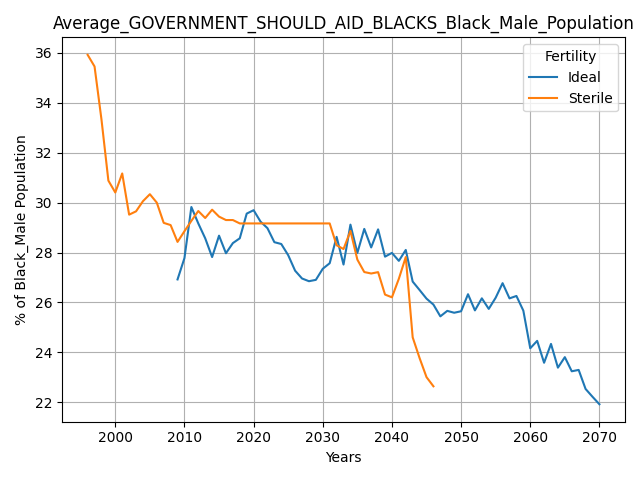 Average_GOVERNMENT_SHOULD_AID_BLACKS_Black_Male_Population
Fertility
Ideal
Sterile
% of Black_Male Population
36
34
32
30
28
26
24
22
2000 2010 2020 2030 2040 2050 2060 2070
Years